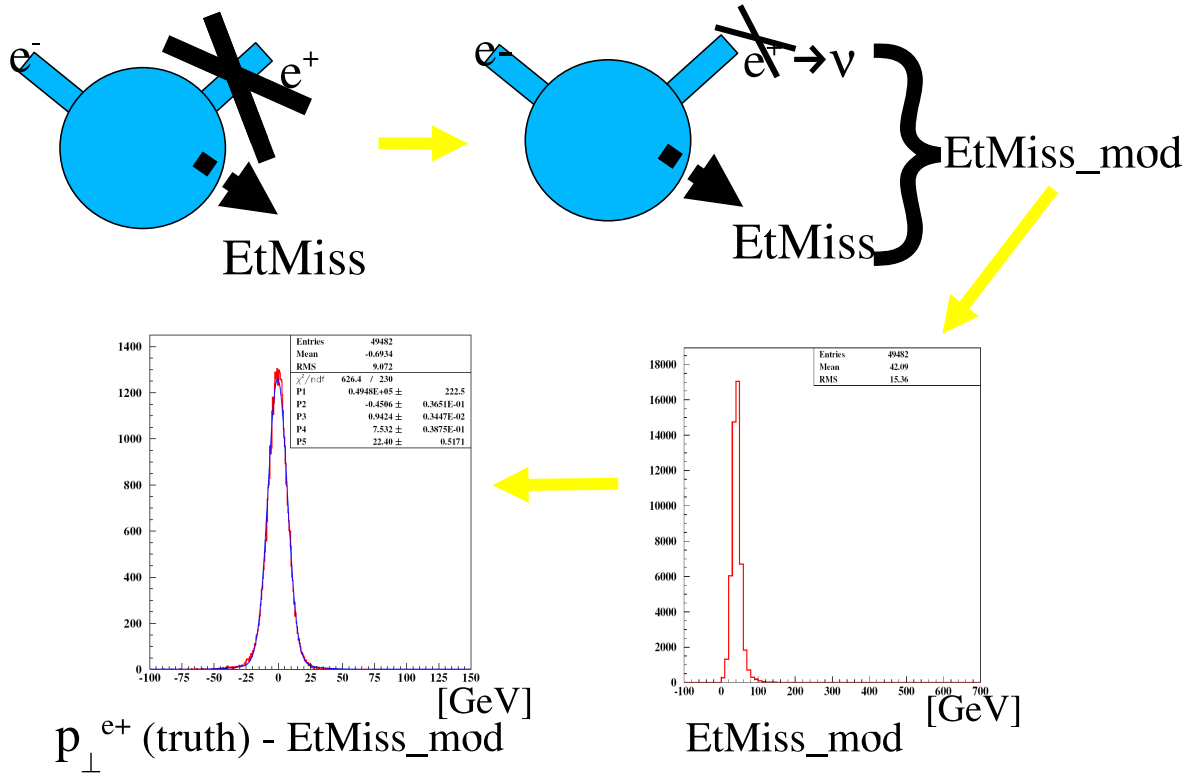 e-
e+
EtMiss
e-
e+ → ν
EtMiss
EtMiss_mod
Entries 49482
Mean -0.6934
RMS 9.072
χ²/ndf 626.4 / 230
P1 0.4948E+05 ± 222.5
P2 -0.4506 ± 0.3651E-01
P3 0.9424 ± 0.3447E-02
P4 7.532 ± 0.3875E-01
P5 22.40 ± 0.5171
1400
1200
1000
800
600
400
200
0
-100 -75 -50 -25 0 25 50 75 100 125 150
[GeV]
p⊥ e+ (truth) - EtMiss_mod
Entries 49482
Mean 42.09
RMS 15.36
18000
16000
14000
12000
10000
8000
6000
4000
2000
0
-100 0 100 200 300 400 500 600 700
[GeV]
EtMiss_mod